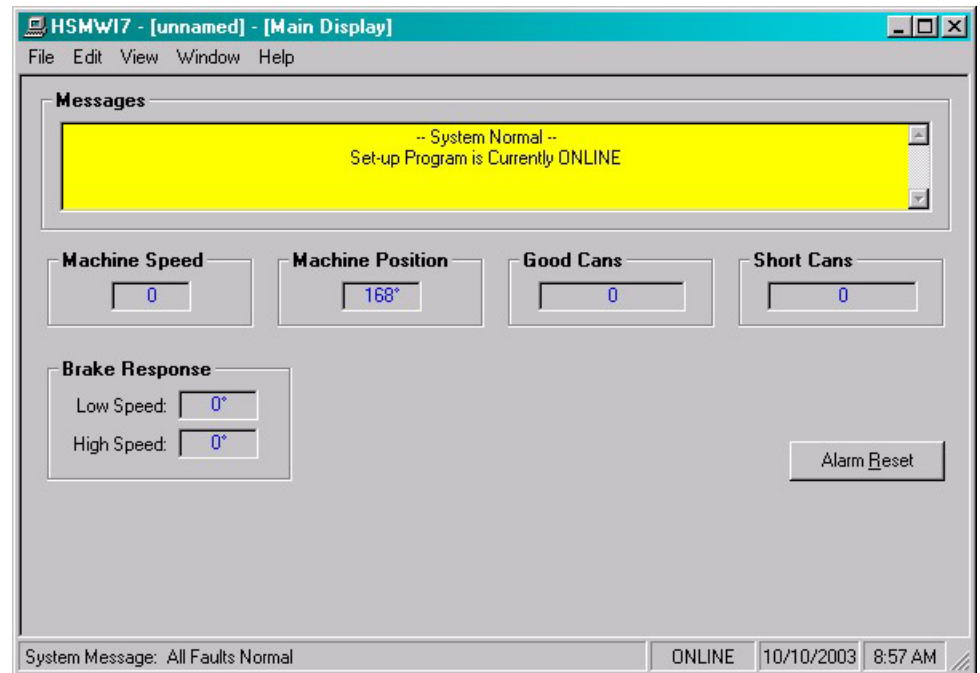 HSMWI7 - [unnamed] - [Main Display]
File Edit View Window Help
Messages
-- System Normal --
Set-up Program is Currently ONLINE
Machine Speed
0
Machine Position
168°
Good Cans
0
Short Cans
0
Brake Response
Low Speed: 0°
High Speed: 0°
Alarm Reset
System Message: All Faults Normal
ONLINE
10/10/2003
8:57 AM